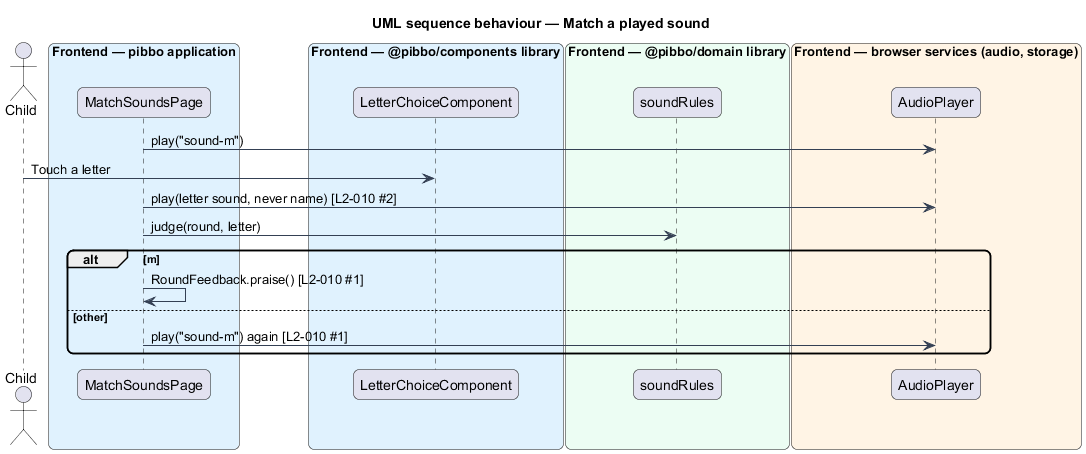 UML sequence behaviour — Match a played sound
Frontend — pibbo application
Frontend — @pibbo/components library
Frontend — @pibbo/domain library
Frontend — browser services (audio, storage)
Child
MatchSoundsPage
LetterChoiceComponent
soundRules
AudioPlayer
play("sound-m")
Touch a letter
play(letter sound, never name) [L2-010 #2]
judge(round, letter)
alt
[m]
RoundFeedback.praise() [L2-010 #1]
[other]
play("sound-m") again [L2-010 #1]
Child
MatchSoundsPage
LetterChoiceComponent
soundRules
AudioPlayer